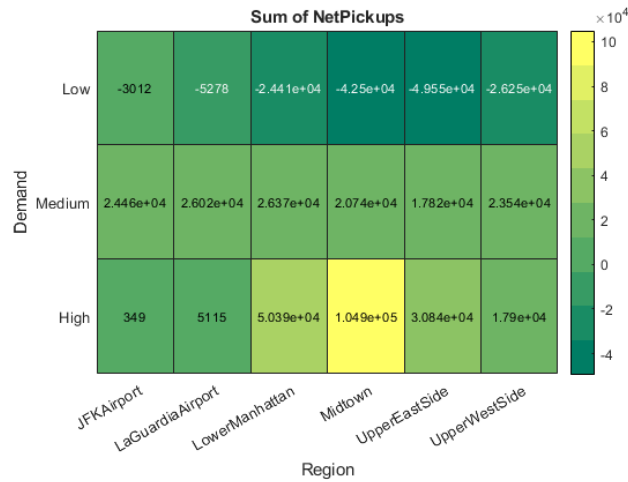 Sum of NetPickups
×10⁴
Low
-3012 -5278 -2.441e+04 -4.25e+04 -4.955e+04 -2.625e+04
Medium
2.446e+04 2.602e+04 2.637e+04 2.074e+04 1.782e+04 2.354e+04
High
349 5115 5.039e+04 1.049e+05 3.084e+04 1.79e+04
Demand
JFKAirport
LaGuardiaAirport
LowerManhattan
Midtown
UpperEastSide
UpperWestSide
Region
10
8
6
4
2
0
-2
-4